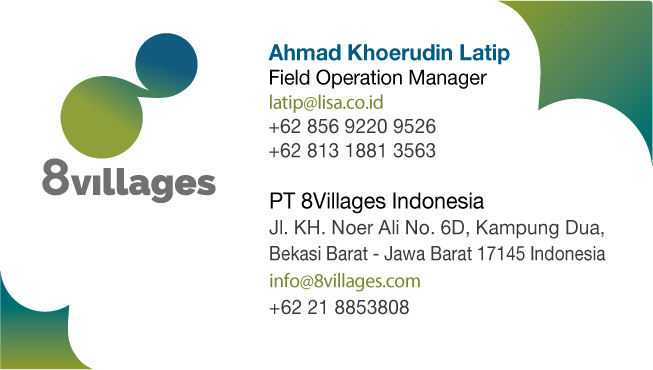 8villages
Ahmad Khoerudin Latip
Field Operation Manager
latip@lisa.co.id
+62 856 9220 9526
+62 813 1881 3563
PT 8Villages Indonesia
Jl. KH. Noer Ali No. 6D, Kampung Dua,
Bekasi Barat - Jawa Barat 17145 Indonesia
info@8villages.com
+62 21 8853808